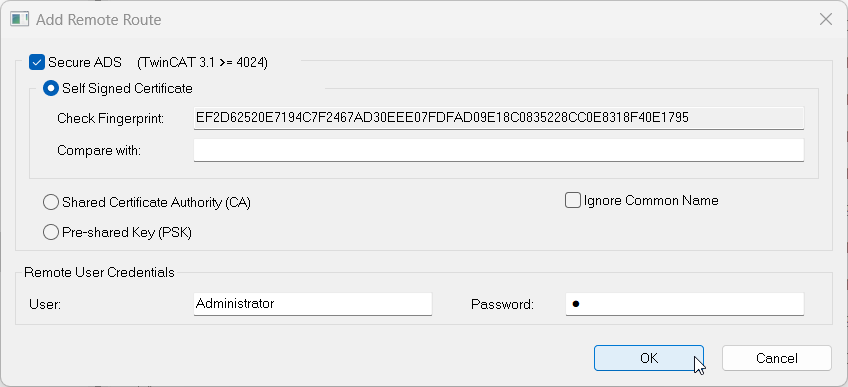 Add Remote Route
Secure ADS (TwinCAT 3.1 >= 4024)
Self Signed Certificate
Check Fingerprint: EF2D62520E7194C7F2467AD30EEE07FDFAD09E18C0835228CC0E8318F40E1795
Compare with:
Shared Certificate Authority (CA) Ignore Common Name
Pre-shared Key (PSK)
Remote User Credentials
User: Administrator Password: ●
OK Cancel